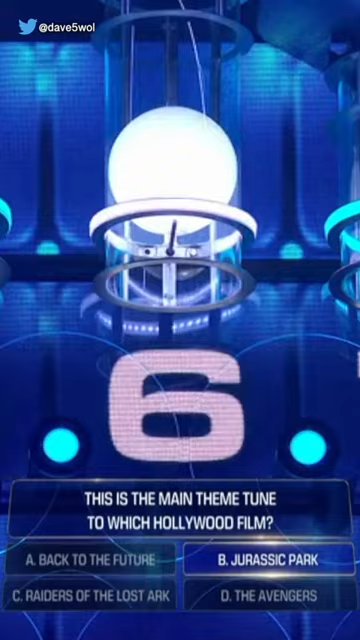 @dave5wol
6
THIS IS THE MAIN THEME TUNE
TO WHICH HOLLYWOOD FILM?
A. BACK TO THE FUTURE
B. JURASSIC PARK
C. RAIDERS OF THE LOST ARK
D. THE AVENGERS